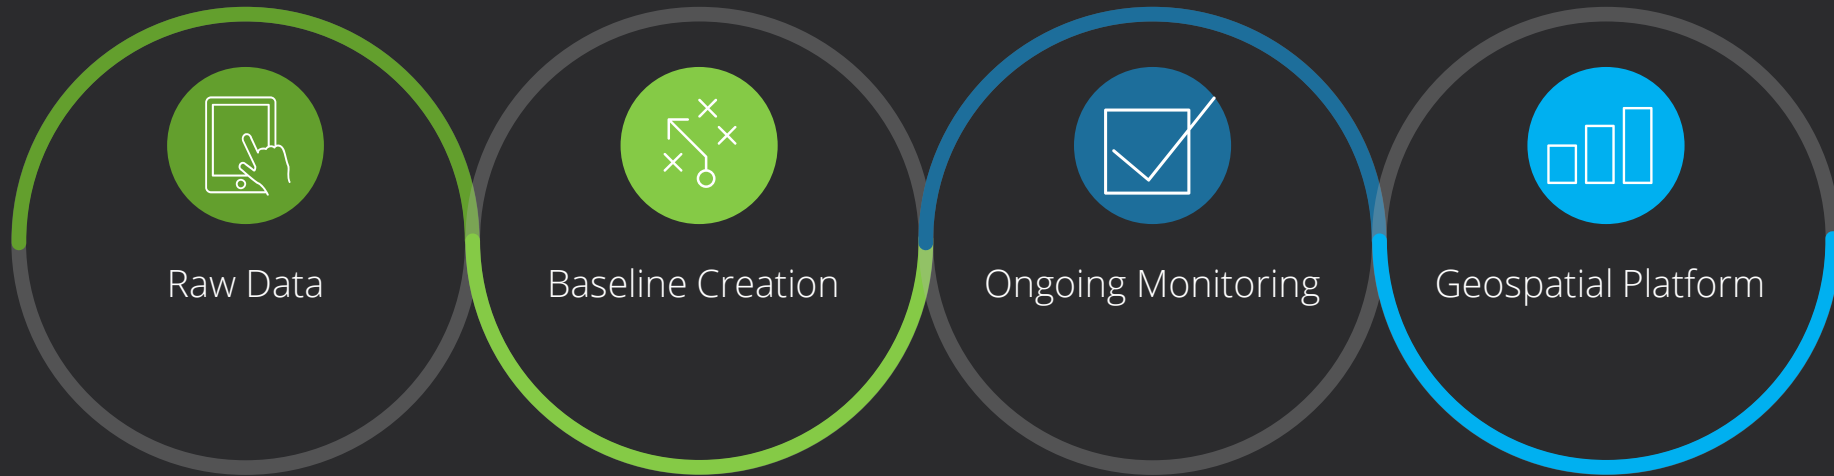 Raw Data
Baseline Creation
Ongoing Monitoring
Geospatial Platform